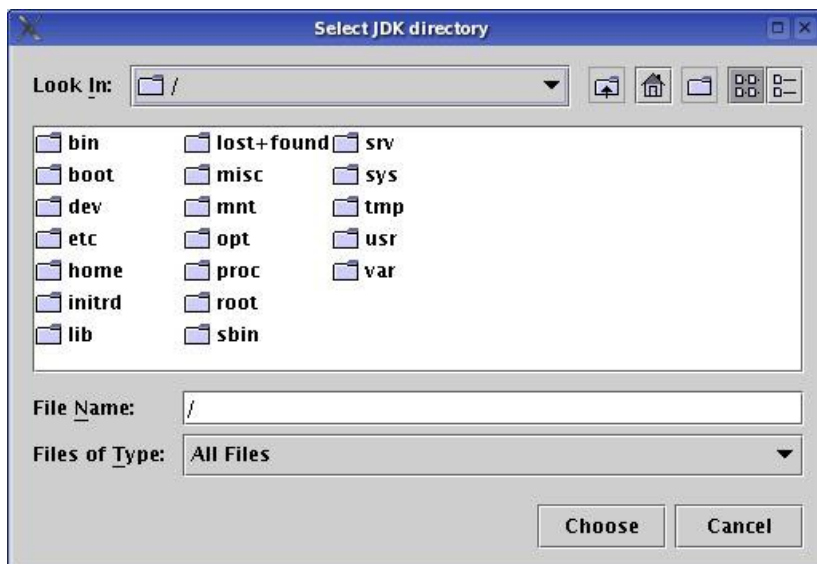 Select JDK directory
Look In: /
bin lost+found srv
boot misc sys
dev mnt tmp
etc opt usr
home proc var
initrd root
lib sbin
File Name: /
Files of Type: All Files
Choose Cancel